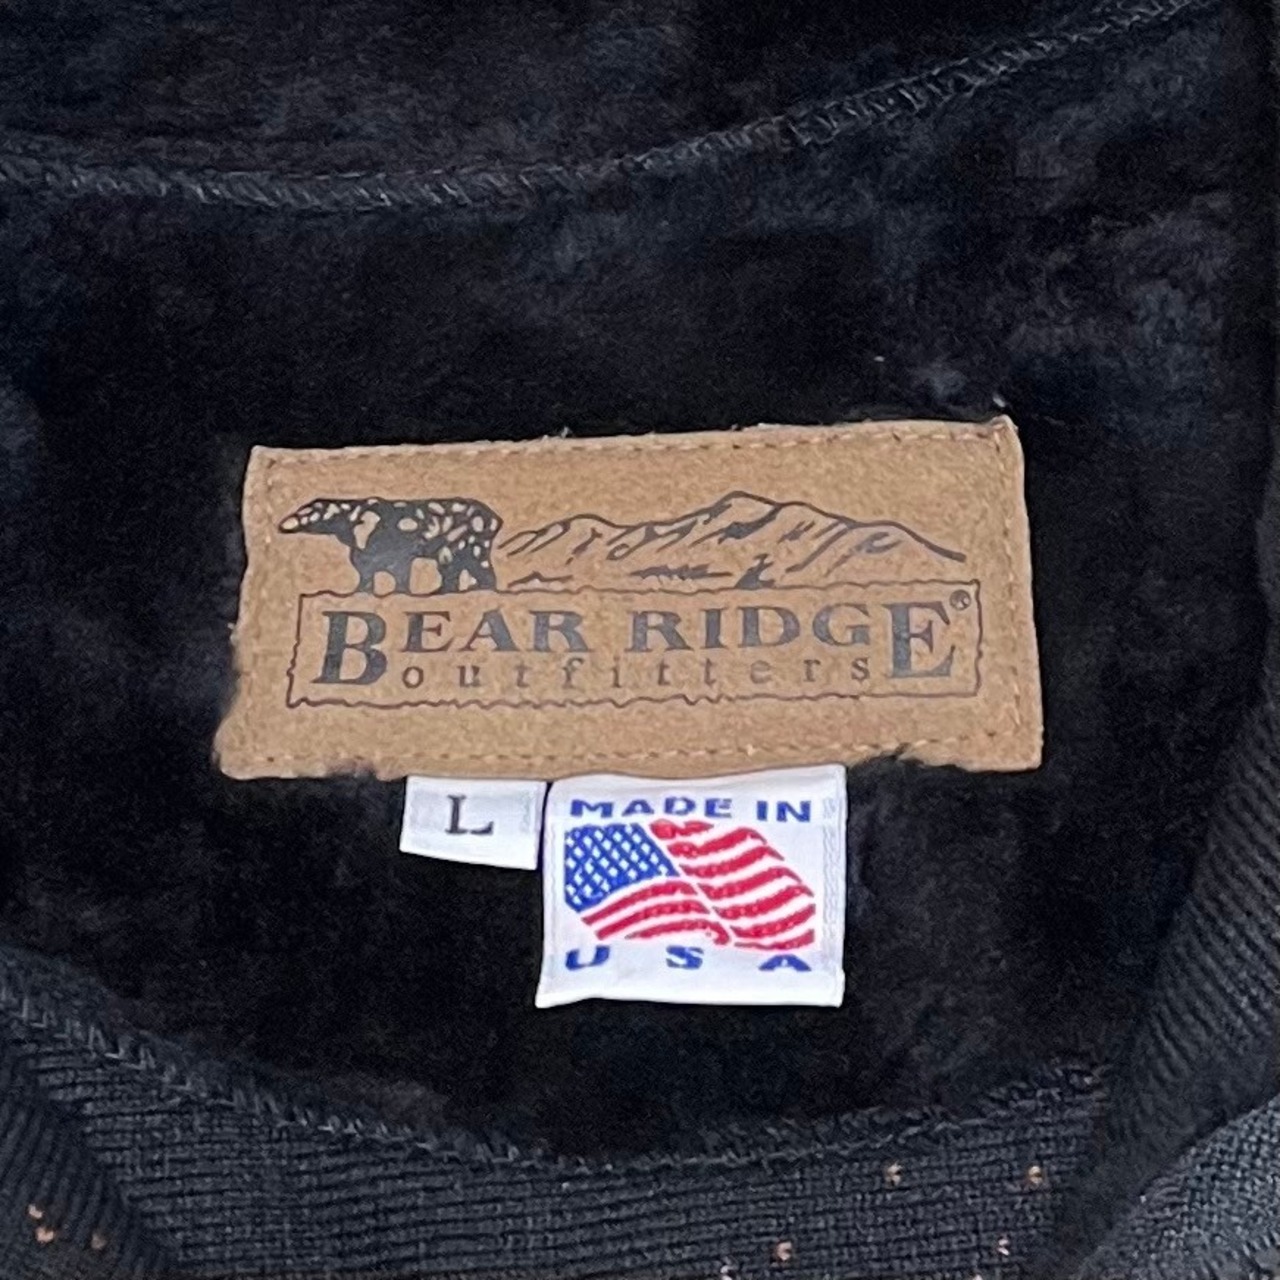 BEAR RIDGE®
outfitters
L
MADE IN
USA